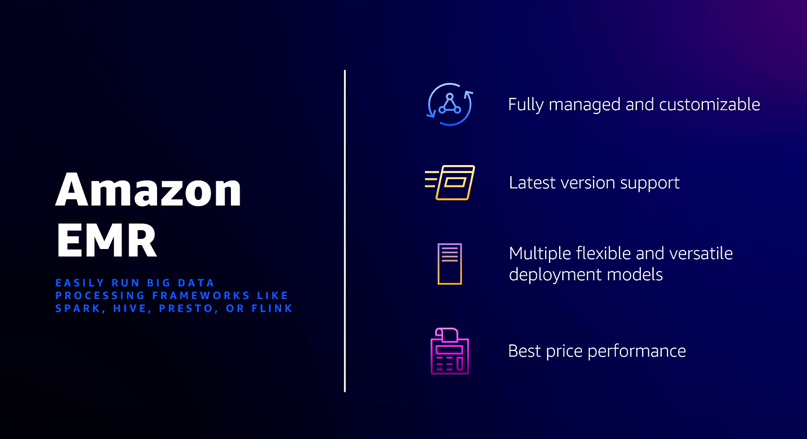 Amazon
EMR
EASILY RUN BIG DATA
PROCESSING FRAMEWORKS LIKE
SPARK, HIVE, PRESTO, OR FLINK
Fully managed and customizable
Latest version support
Multiple flexible and versatile
deployment models
Best price performance